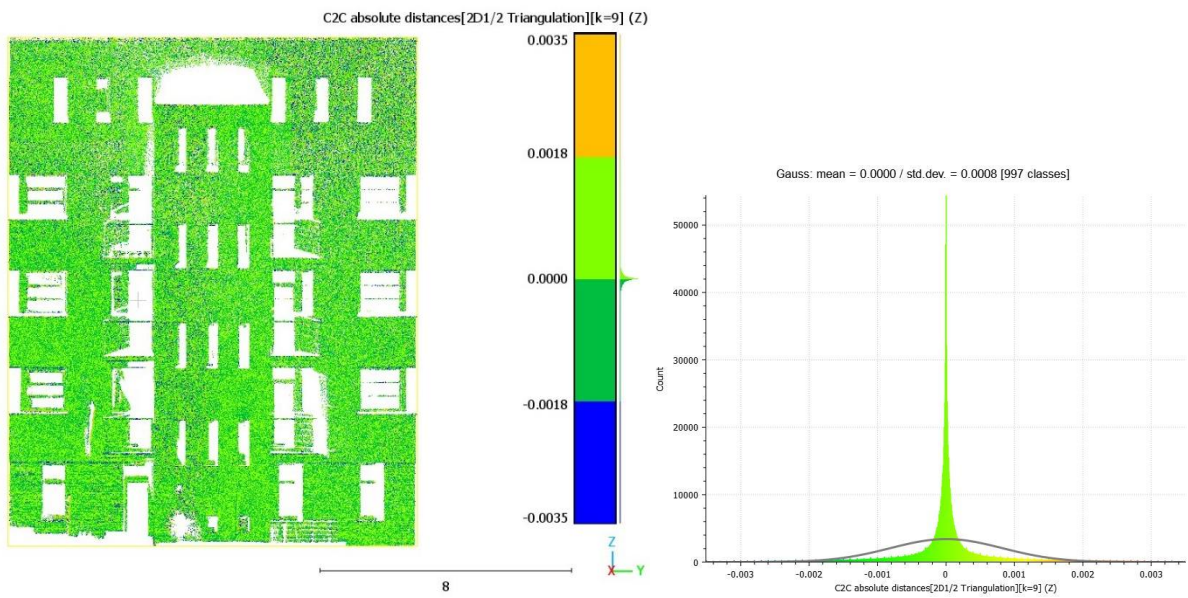 C2C absolute distances[2D1/2 Triangulation][k=9] (Z)
0.0035
0.0018
0.0000
-0.0018
-0.0035
Z
X Y
8
Gauss: mean = 0.0000 / std.dev. = 0.0008 [997 classes]
50000
40000
30000
20000
10000
0
Count
-0.003 -0.002 -0.001 0 0.001 0.002 0.003
C2C absolute distances[2D1/2 Triangulation][k=9] (Z)